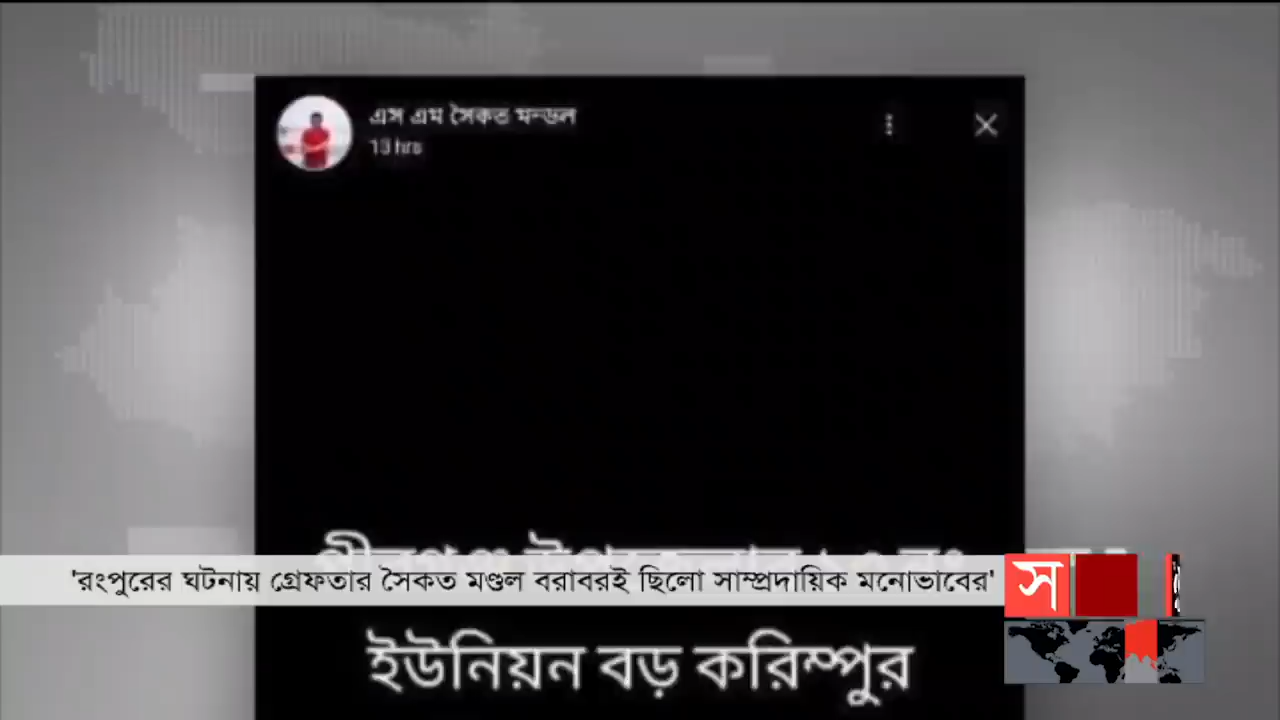 এস এম সৈকত মন্ডল
13 hrs
'রংপুরের ঘটনায় গ্রেফতার সৈকত মণ্ডল বরাবরই ছিলো সাম্প্রদায়িক মনোভাবের'
স
ইউনিয়ন বড় করিম্পুর